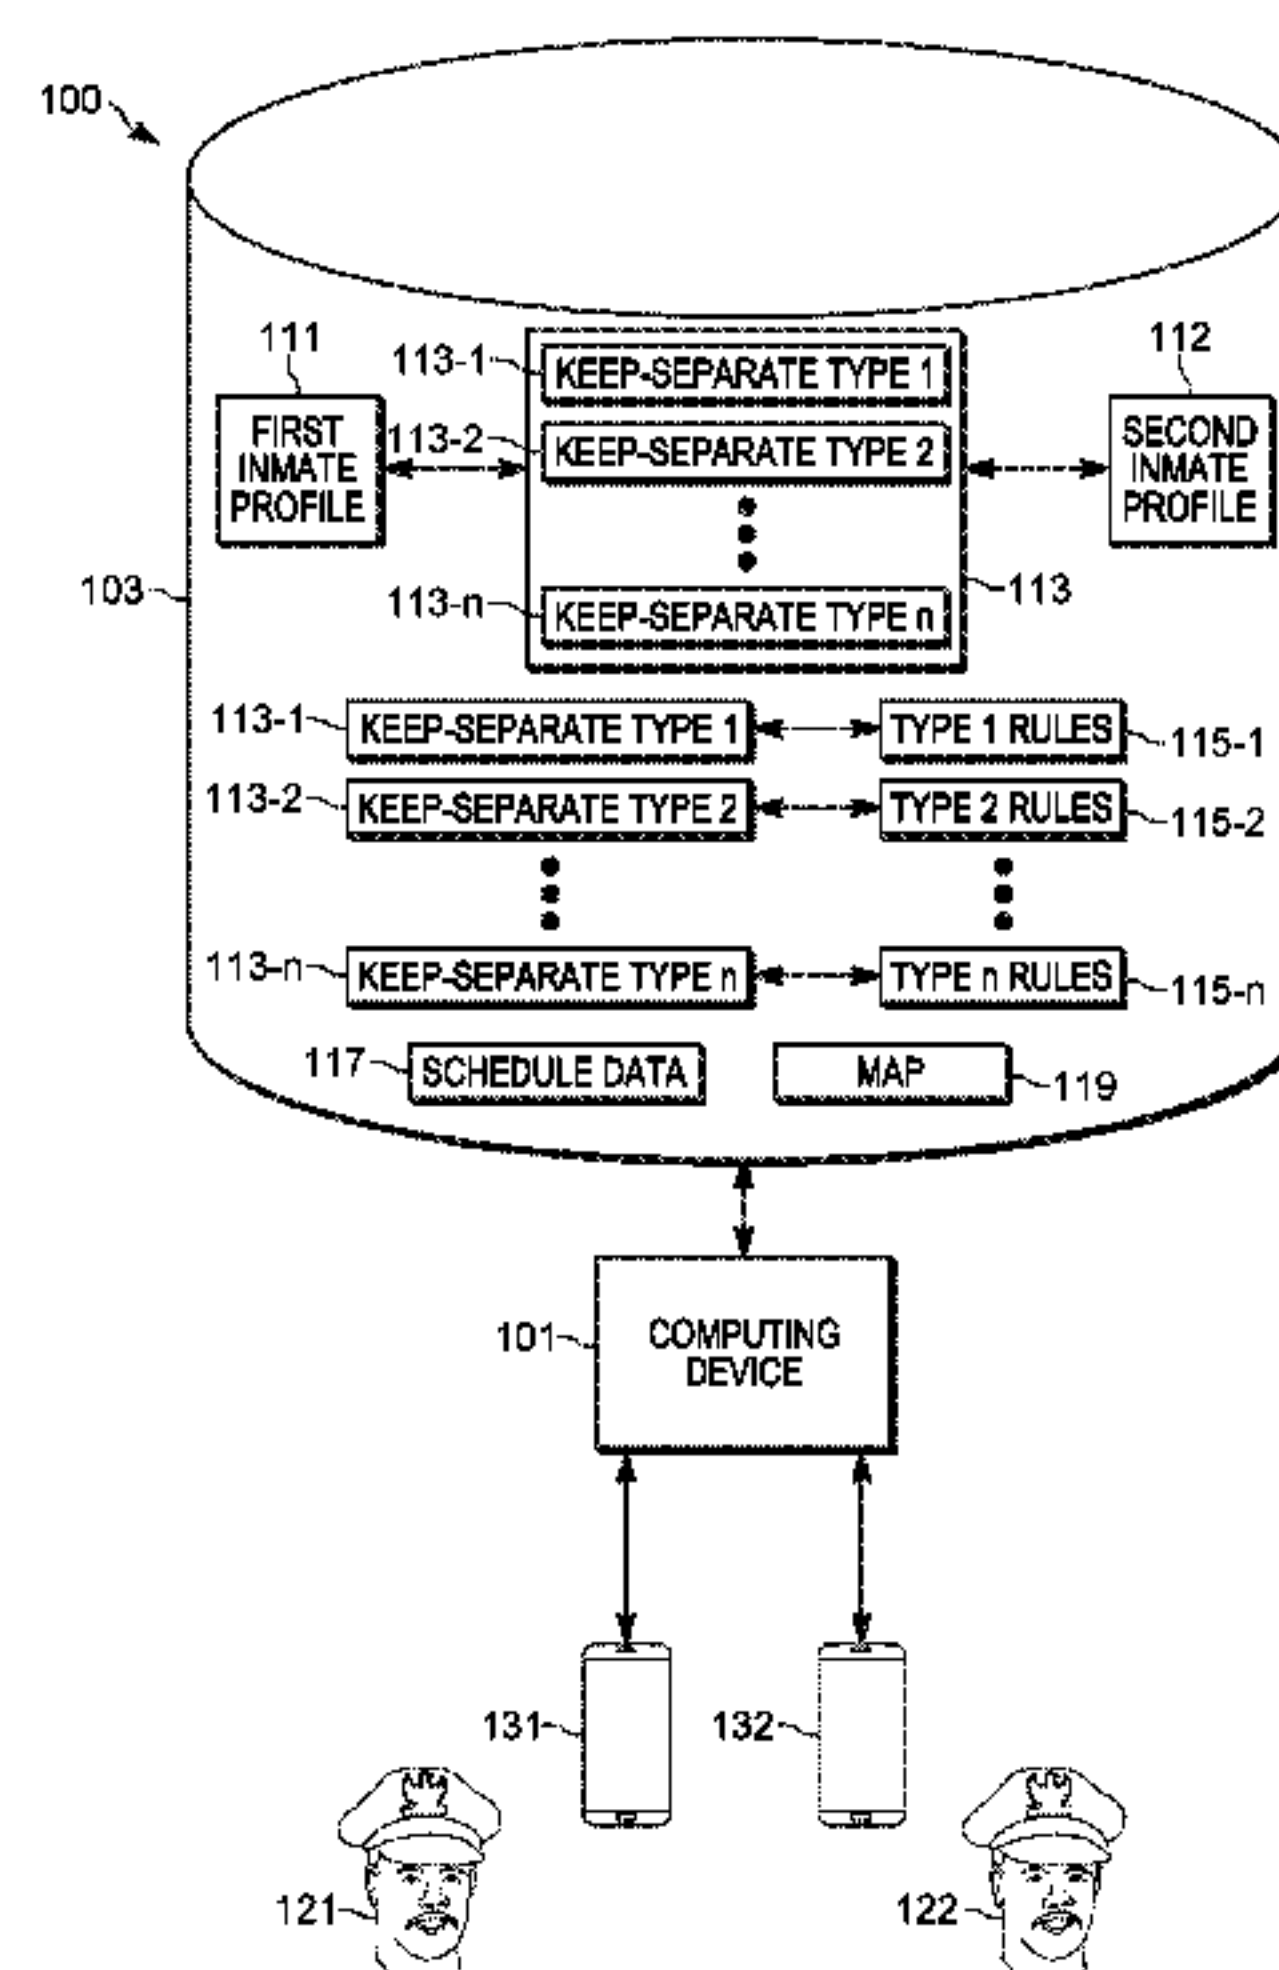 100
111
112
113-1
KEEP-SEPARATE TYPE 1
FIRST
INMATE
PROFILE
113-2
KEEP-SEPARATE TYPE 2
SECOND
INMATE
PROFILE
103
113-n
KEEP-SEPARATE TYPE n
113
113-1
KEEP-SEPARATE TYPE 1
TYPE 1 RULES
115-1
113-2
KEEP-SEPARATE TYPE 2
TYPE 2 RULES
115-2
113-n
KEEP-SEPARATE TYPE n
TYPE n RULES
115-n
117
SCHEDULE DATA
MAP
119
101
COMPUTING
DEVICE
131
132
121
122